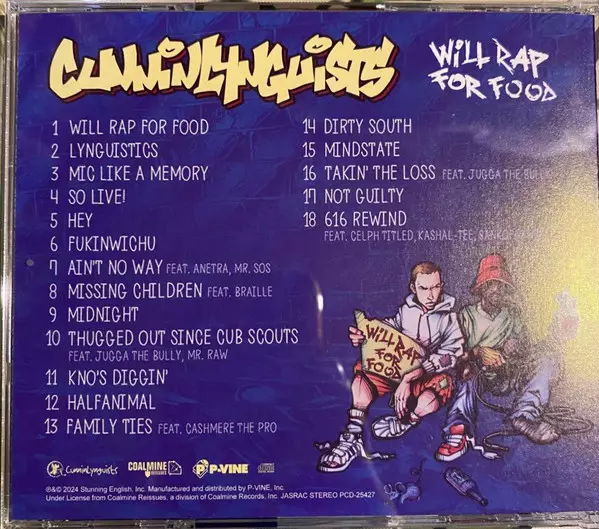 CUNNINLYNGUISTS
WILL RAP
FOR FOOD
1 WILL RAP FOR FOOD
2 LYNGUISTICS
3 MIC LIKE A MEMORY
4 SO LIVE!
5 HEY
6 FUKINWICHU
7 AIN'T NO WAY FEAT. ANETRA, MR. SOS
8 MISSING CHILDREN FEAT. BRAILLE
9 MIDNIGHT
10 THUGGED OUT SINCE CUB SCOUTS
FEAT. JUGGA THE BULLY, MR. RAW
11 KNO'S DIGGIN'
12 HALFANIMAL
13 FAMILY TIES FEAT. CASHMERE THE PRO
14 DIRTY SOUTH
15 MINDSTATE
16 TAKIN' THE LOSS FEAT. JUGGA THE BULLY
17 NOT GUILTY
18 616 REWIND
FEAT. CELPH TITLED, KASHAL-TEE,
WILL RAP
FOR
FOOD
CunninLynguists
COALMINE
P-VINE
℗&© 2024 Stunning English, Inc. Manufactured and distributed by P-VINE, Inc.
Under License from Coalmine Reissues, a division of Coalmine Records, Inc. JASRAC STEREO PCD-25427